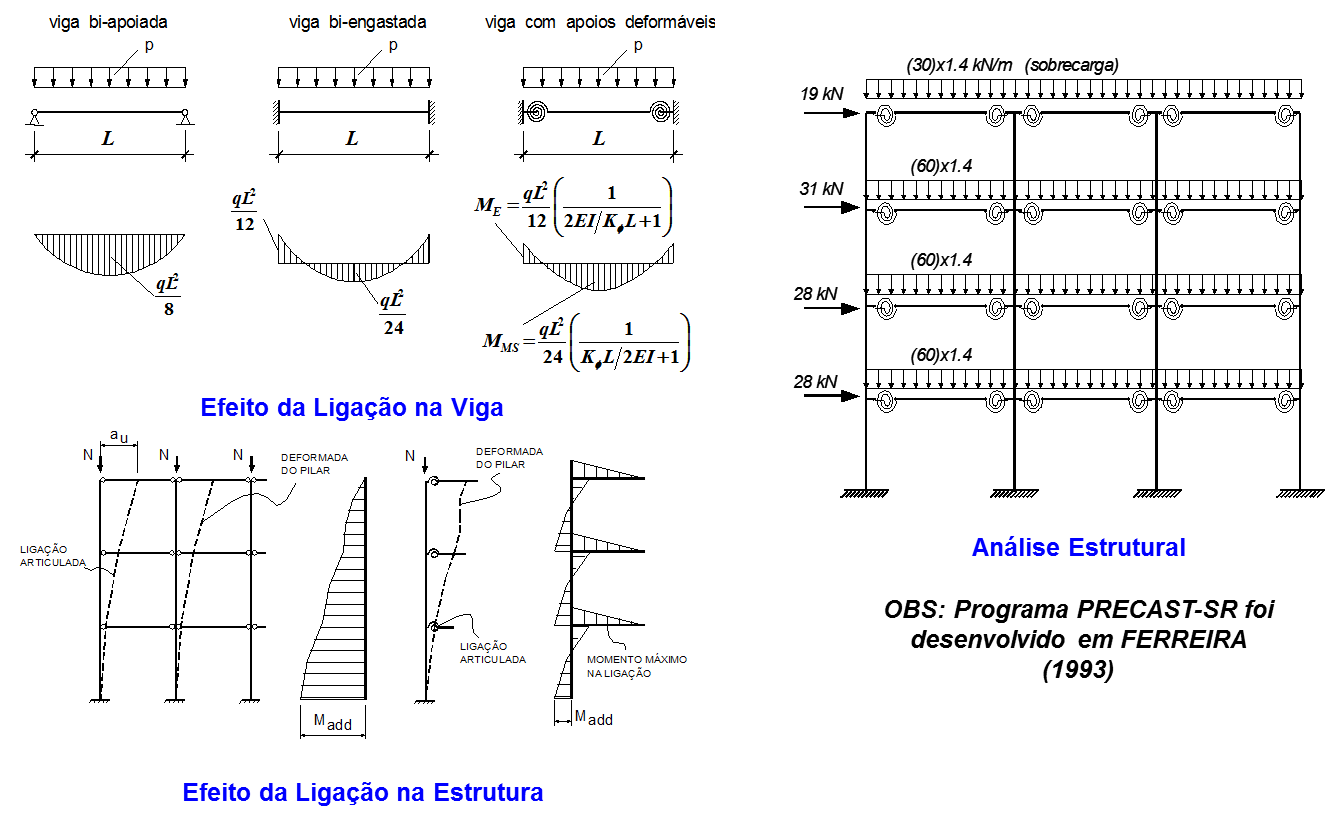 viga bi-apoiada
p
L
qL²/8
viga bi-engastada
p
L
qL²/12
qL²/24
viga com apoios deformáveis
p
L
M_E = qL²/12 (1/(2EI/K_ϕL+1))
M_MS = qL²/24 (1/(K_ϕL/2EI+1))
Efeito da Ligação na Viga
a_u
N
N
N
DEFORMADA
DO PILAR
LIGAÇÃO
ARTICULADA
M_add
N
DEFORMADA
DO PILAR
LIGAÇÃO
ARTICULADA
MOMENTO MÁXIMO
NA LIGAÇÃO
M_add
Efeito da Ligação na Estrutura
(30)x1.4 kN/m (sobrecarga)
19 kN
(60)x1.4
31 kN
(60)x1.4
28 kN
(60)x1.4
28 kN
Análise Estrutural
OBS: Programa PRECAST-SR foi
desenvolvido em FERREIRA
(1993)